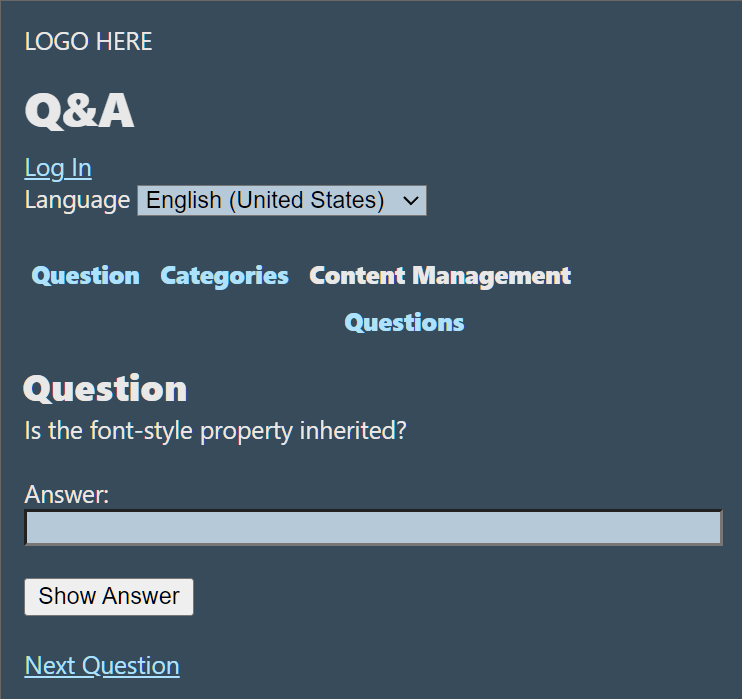 LOGO HERE
Q&A
Log In
Language English (United States)
Question Categories Content Management
Questions
Question
Is the font-style property inherited?
Answer:
Show Answer
Next Question